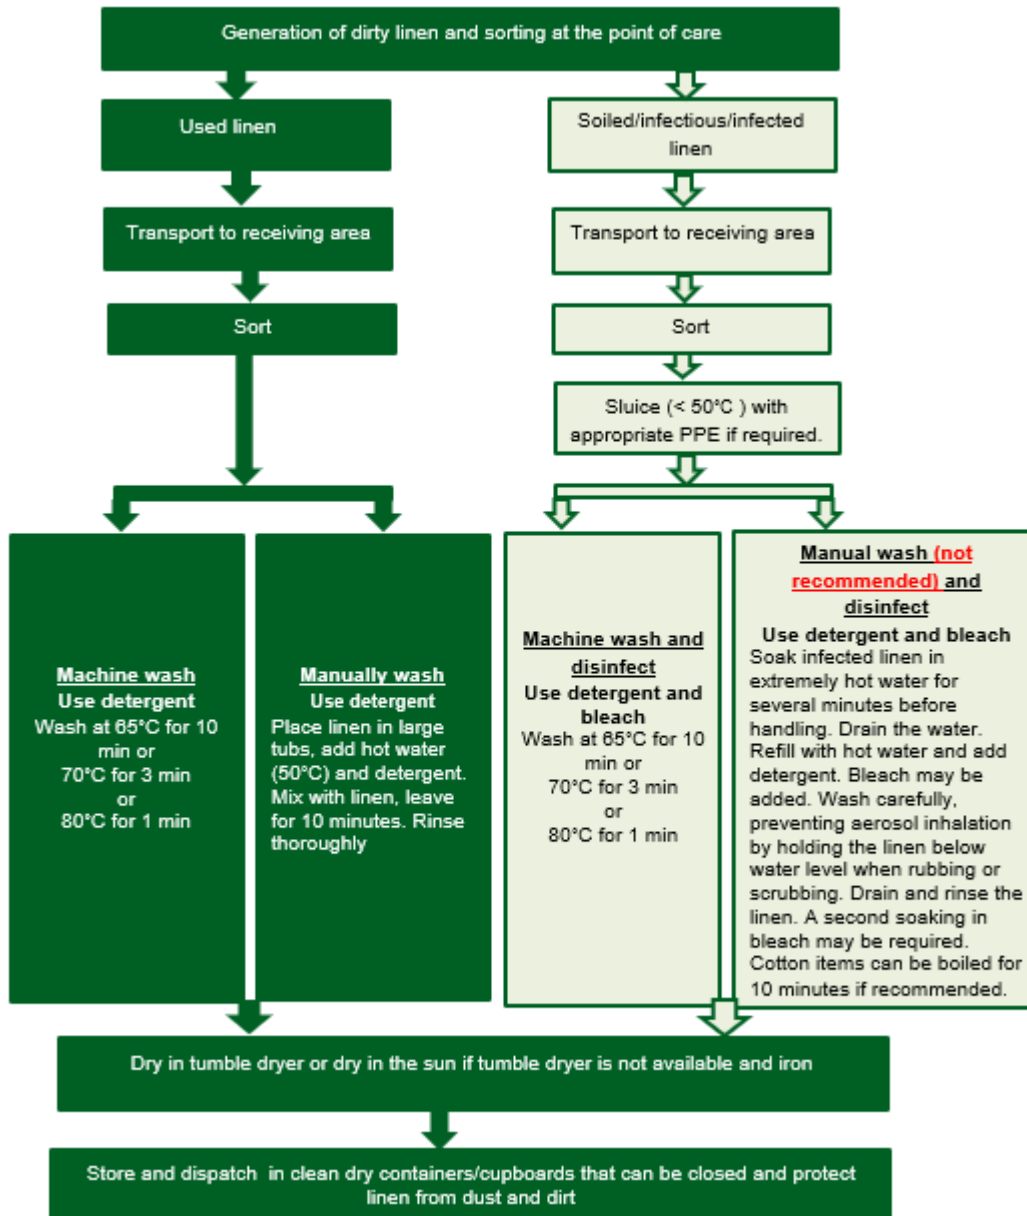 Generation of dirty linen and sorting at the point of care
Used linen
Soiled/infectious/infected
linen
Transport to receiving area
Transport to receiving area
Sort
Sort
Sluice (< 50°C ) with
appropriate PPE if required.
Machine wash
Use detergent
Wash at 65°C for 10
min or
70°C for 3 min
or
80°C for 1 min
Manually wash
Use detergent
Place linen in large
tubs, add hot water
(50°C) and detergent.
Mix with linen, leave
for 10 minutes. Rinse
thoroughly
Machine wash and
disinfect
Use detergent and
bleach
Wash at 65°C for 10
min or
70°C for 3 min
or
80°C for 1 min
Manual wash (not
recommended) and
disinfect
Use detergent and bleach
Soak infected linen in
extremely hot water for
several minutes before
handling. Drain the water.
Refill with hot water and add
detergent. Bleach may be
added. Wash carefully,
preventing aerosol inhalation
by holding the linen below
water level when rubbing or
scrubbing. Drain and rinse the
linen. A second soaking in
bleach may be required.
Cotton items can be boiled for
10 minutes if recommended.
Dry in tumble dryer or dry in the sun if tumble dryer is not available and iron
Store and dispatch in clean dry containers/cupboards that can be closed and protect
linen from dust and dirt